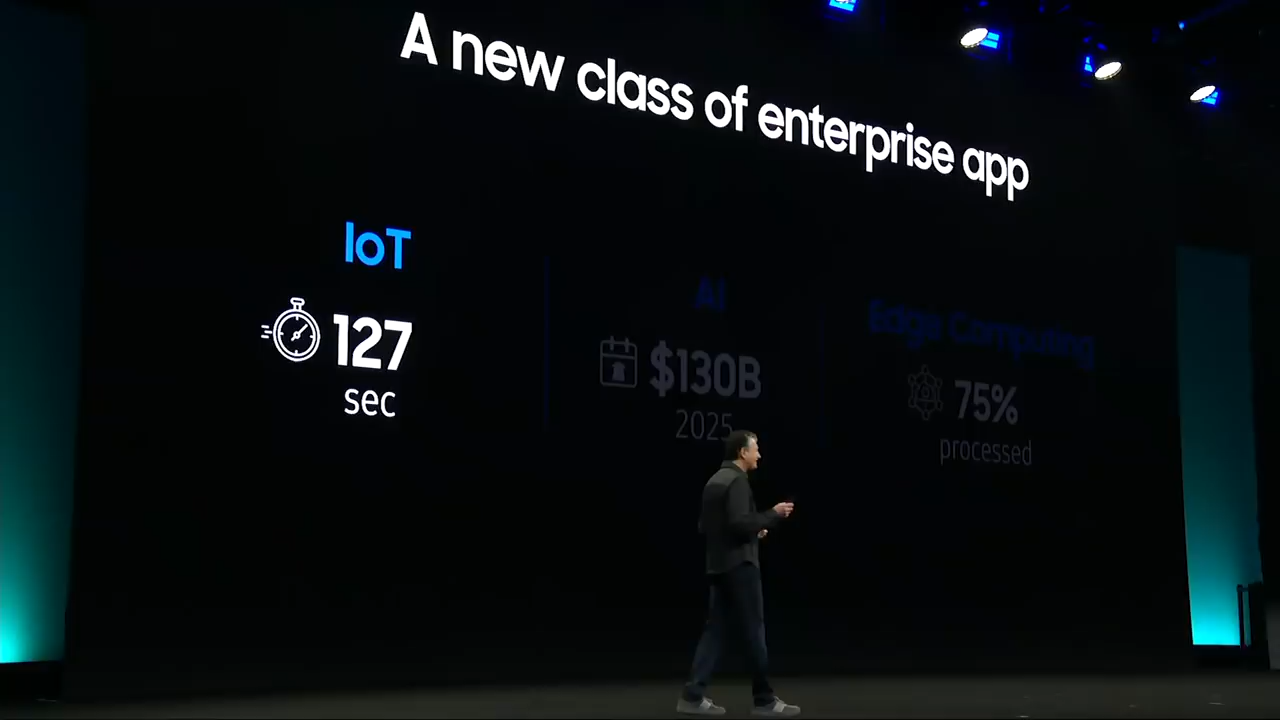 A new class of enterprise app
IoT
127
sec
AI
$130B
2025
Edge Computing
75%
processed